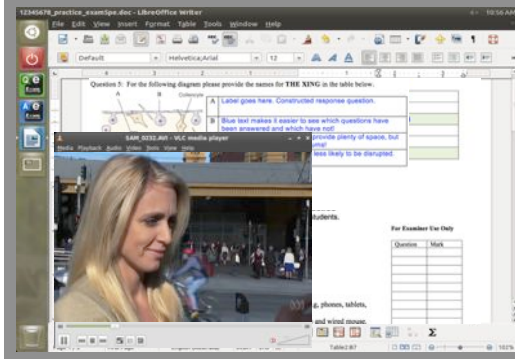 12345678_practice_exam5pe.doc - LibreOffice Writer
10:56 AM
File Edit View Insert Format Table Tools Window Help
Default
Helvetica;Arial
12
Question 5: For the following diagram please provide the names for THE XING in the table below.
A
B
A Label goes here. Constructed response question.
B Blue text makes it easier to see which questions have
been answered and which have not!
provide plenty of space, but
less likely to be disrupted.
SAM_0232.AVI - VLC media player
Media Playback Audio Video Tools View Help
students.
For Examiner Use Only
Question Mark
g, phones, tablets,
and wired mouse.
Table2:B7
102%